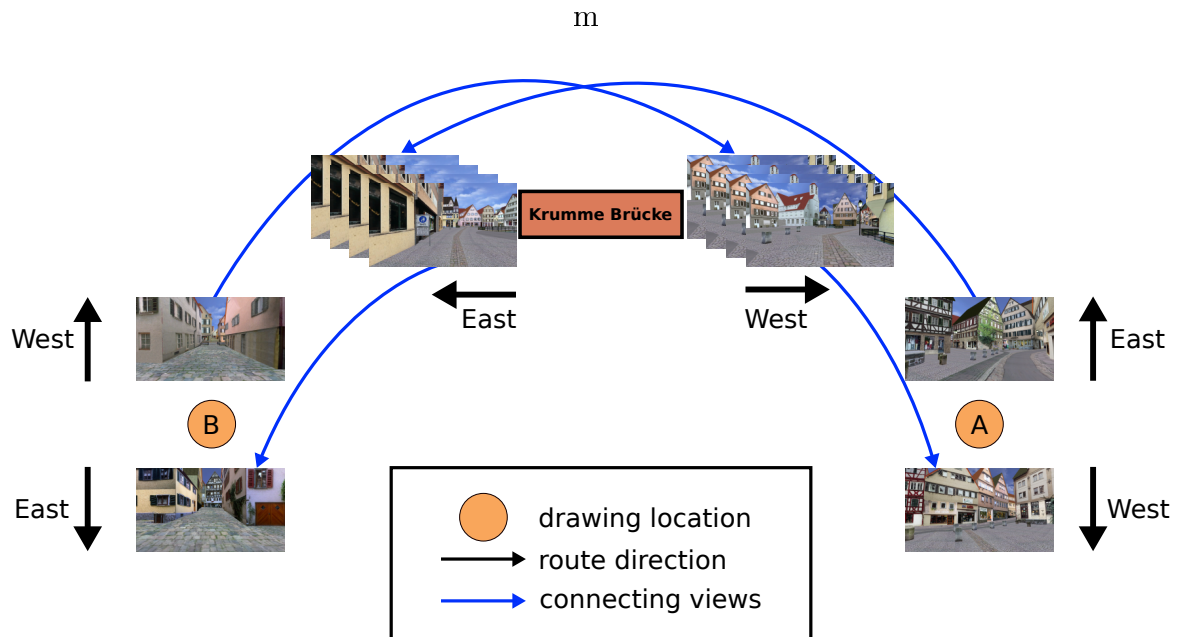 m
Krumme Brücke
East
West
West
East
B
A
East
West
drawing location
route direction
connecting views